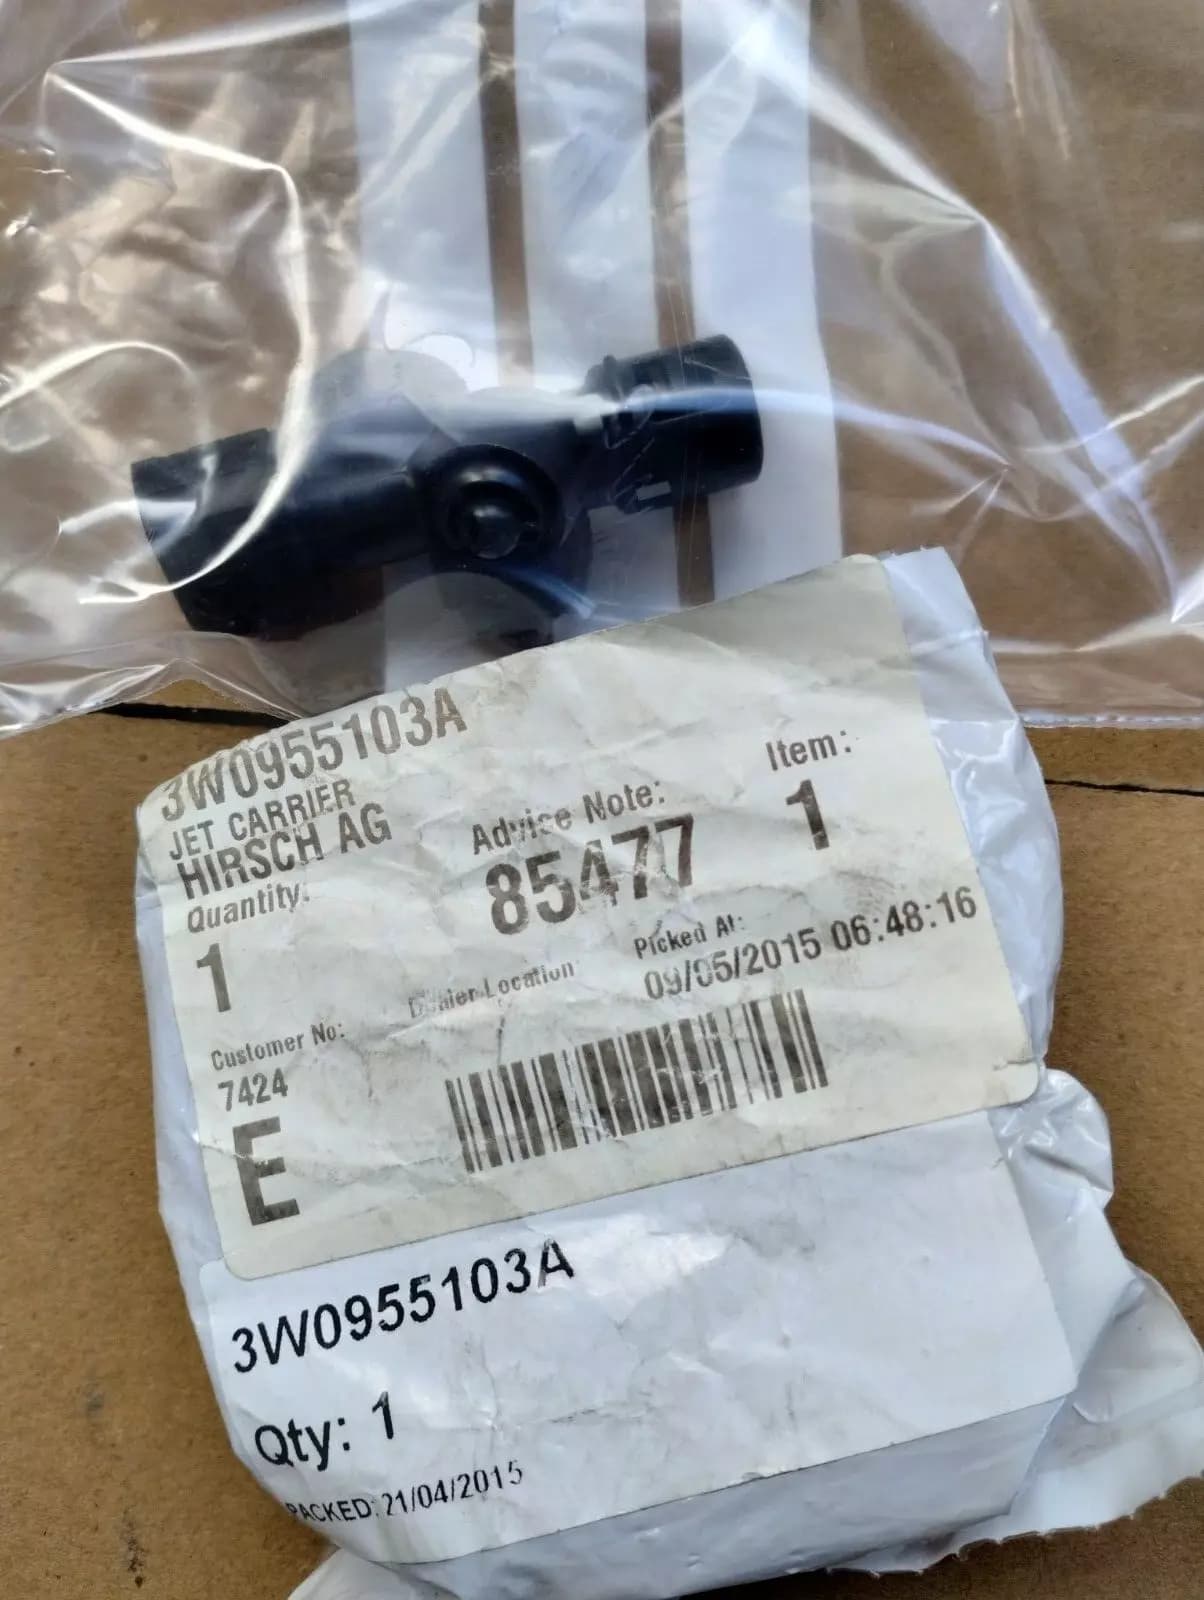 3W0955103A
JET CARRIER
HIRSCH AG
Quantity:
1
Advise Note:
85477
Item:
1
Picked At:
09/05/2015 06:48:16
Dealer Location:
Customer No:
7424
E
3W0955103A
Qty: 1
PACKED: 21/04/2015